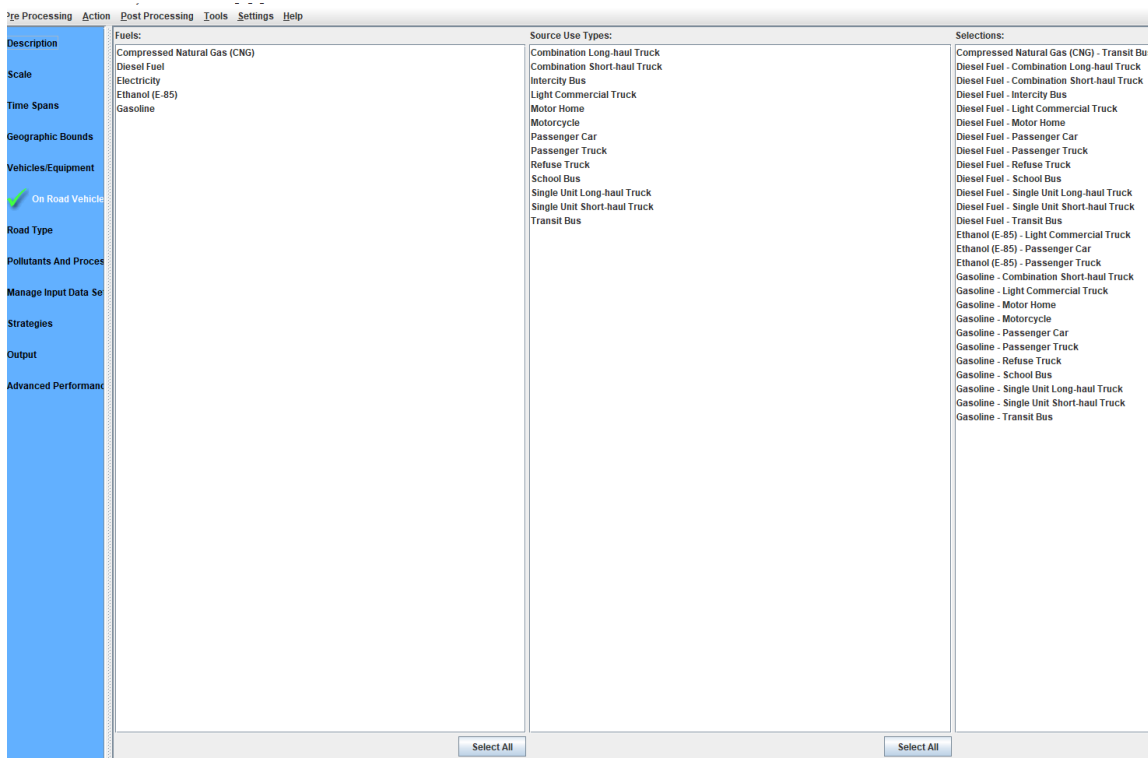 Pre Processing Action Post Processing Tools Settings Help
Description
Scale
Time Spans
Geographic Bounds
Vehicles/Equipment
On Road Vehicle
Road Type
Pollutants And Proces
Manage Input Data Se
Strategies
Output
Advanced Performanc
Fuels:
Compressed Natural Gas (CNG)
Diesel Fuel
Electricity
Ethanol (E-85)
Gasoline
Select All
Source Use Types:
Combination Long-haul Truck
Combination Short-haul Truck
Intercity Bus
Light Commercial Truck
Motor Home
Motorcycle
Passenger Car
Passenger Truck
Refuse Truck
School Bus
Single Unit Long-haul Truck
Single Unit Short-haul Truck
Transit Bus
Select All
Selections:
Compressed Natural Gas (CNG) - Transit Bu
Diesel Fuel - Combination Long-haul Truck
Diesel Fuel - Combination Short-haul Truck
Diesel Fuel - Intercity Bus
Diesel Fuel - Light Commercial Truck
Diesel Fuel - Motor Home
Diesel Fuel - Passenger Car
Diesel Fuel - Passenger Truck
Diesel Fuel - Refuse Truck
Diesel Fuel - School Bus
Diesel Fuel - Single Unit Long-haul Truck
Diesel Fuel - Single Unit Short-haul Truck
Diesel Fuel - Transit Bus
Ethanol (E-85) - Light Commercial Truck
Ethanol (E-85) - Passenger Car
Ethanol (E-85) - Passenger Truck
Gasoline - Combination Short-haul Truck
Gasoline - Light Commercial Truck
Gasoline - Motor Home
Gasoline - Motorcycle
Gasoline - Passenger Car
Gasoline - Passenger Truck
Gasoline - Refuse Truck
Gasoline - School Bus
Gasoline - Single Unit Long-haul Truck
Gasoline - Single Unit Short-haul Truck
Gasoline - Transit Bus